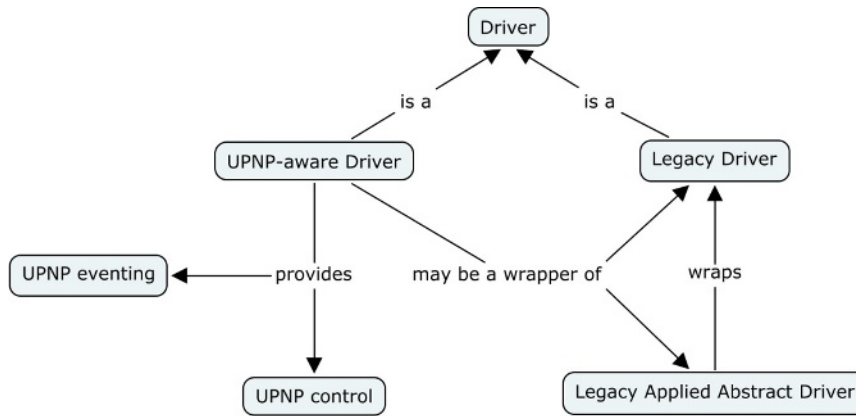 Driver
is a
is a
UPNP-aware Driver
Legacy Driver
UPNP eventing
provides
may be a wrapper of
wraps
UPNP control
Legacy Applied Abstract Driver